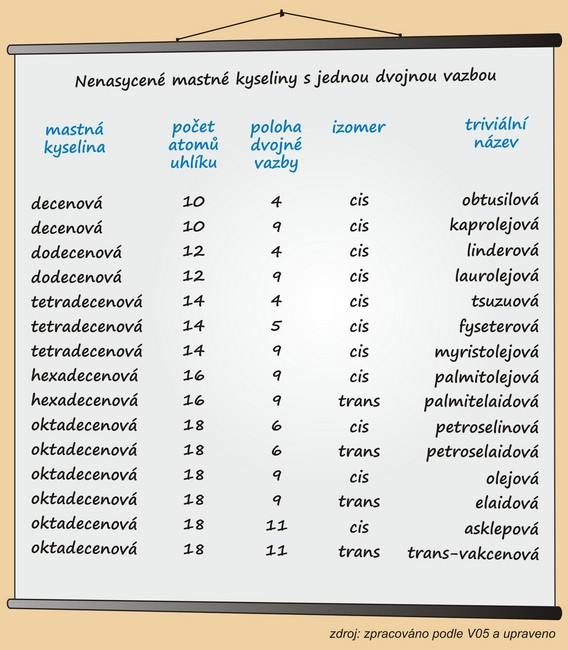 Nenasycené mastné kyseliny s jednou dvojnou vazbou
mastná kyselina počet atomů uhlíku poloha dvojné vazby izomer triviální název
decenová 10 4 cis obtusilová
decenová 10 9 cis kaprolejová
dodecenová 12 4 cis linderová
dodecenová 12 9 cis laurolejová
tetradecenová 14 4 cis tsuzuová
tetradecenová 14 5 cis fyseterová
tetradecenová 14 9 cis myristolejová
hexadecenová 16 9 cis palmitolejová
hexadecenová 16 9 trans palmitelaidová
oktadecenová 18 6 cis petroselinová
oktadecenová 18 6 trans petroselaidová
oktadecenová 18 9 cis olejová
oktadecenová 18 9 trans elaidová
oktadecenová 18 11 cis asklepová
oktadecenová 18 11 trans trans-vakcenová
zdroj: zpracováno podle V05 a upraveno